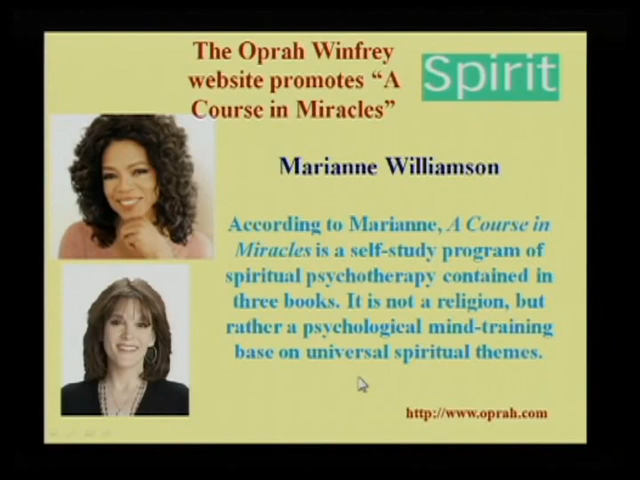 The Oprah Winfrey
website promotes “A
Course in Miracles”
Spirit
Marianne Williamson
According to Marianne, A Course in
Miracles is a self-study program of
spiritual psychotherapy contained in
three books. It is not a religion, but
rather a psychological mind-training
base on universal spiritual themes.
http://www.oprah.com